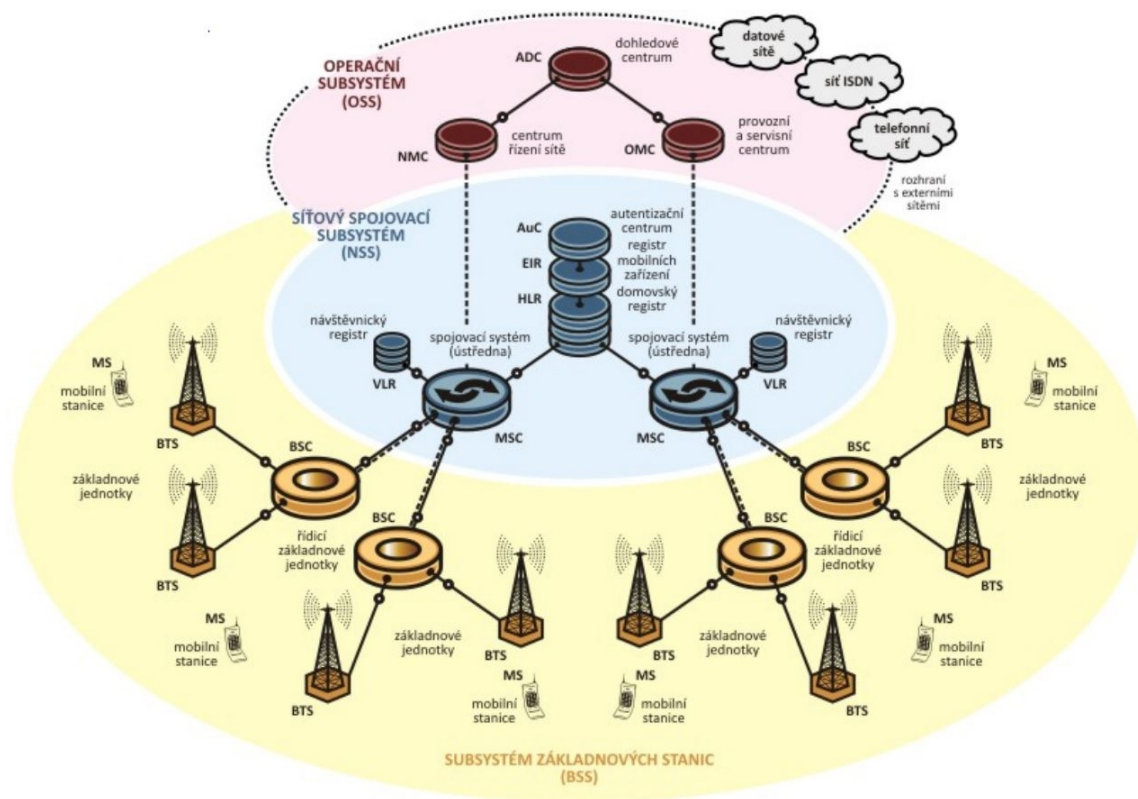 OPERAČNÍ
SUBSYSTÉM
(OSS)
ADC
dohledové
centrum
datové
sítě
síť ISDN
telefonní
síť
NMC
centrum
řízení sítě
OMC
provozní
a servisní
centrum
rozhraní
s externími
sítěmi
SÍŤOVÝ SPOJOVACÍ
SUBSYSTÉM
(NSS)
AuC
autentizační
centrum
EIR
registr
mobilních
zařízení
HLR
domovský
registr
návštěvnický
registr
VLR
spojovací systém
(ústředna)
MSC
spojovací systém
(ústředna)
MSC
návštěvnický
registr
VLR
MS
mobilní
stanice
BTS
základnové
jednotky
BTS
BSC
řídicí
základnové
jednotky
BSC
MS
mobilní
stanice
BTS
základnové
jednotky
BTS
MS
mobilní
stanice
MS
mobilní
stanice
BTS
BSC
základnové
jednotky
BTS
BSC
řídicí
základnové
jednotky
BTS
základnové
jednotky
BTS
MS
mobilní
stanice
MS
mobilní
stanice
SUBSYSTÉM ZÁKLADNOVÝCH STANIC
(BSS)